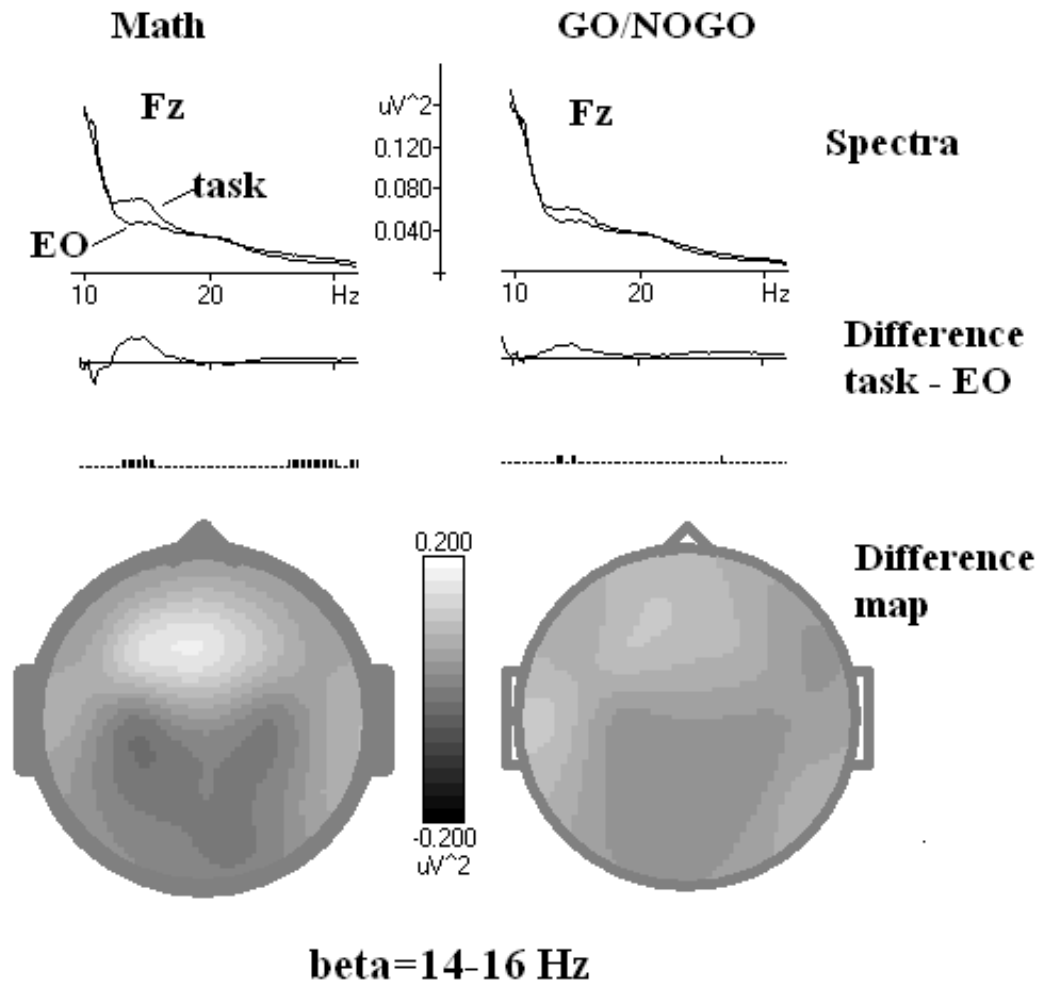 Math
GO/NOGO
Fz
uV^2
Fz
0.120
Spectra
task
0.080
EO
0.040
10
20
Hz
10
20
Hz
Difference
task - EO
0.200
-0.200
uV^2
Difference
map
beta=14-16 Hz